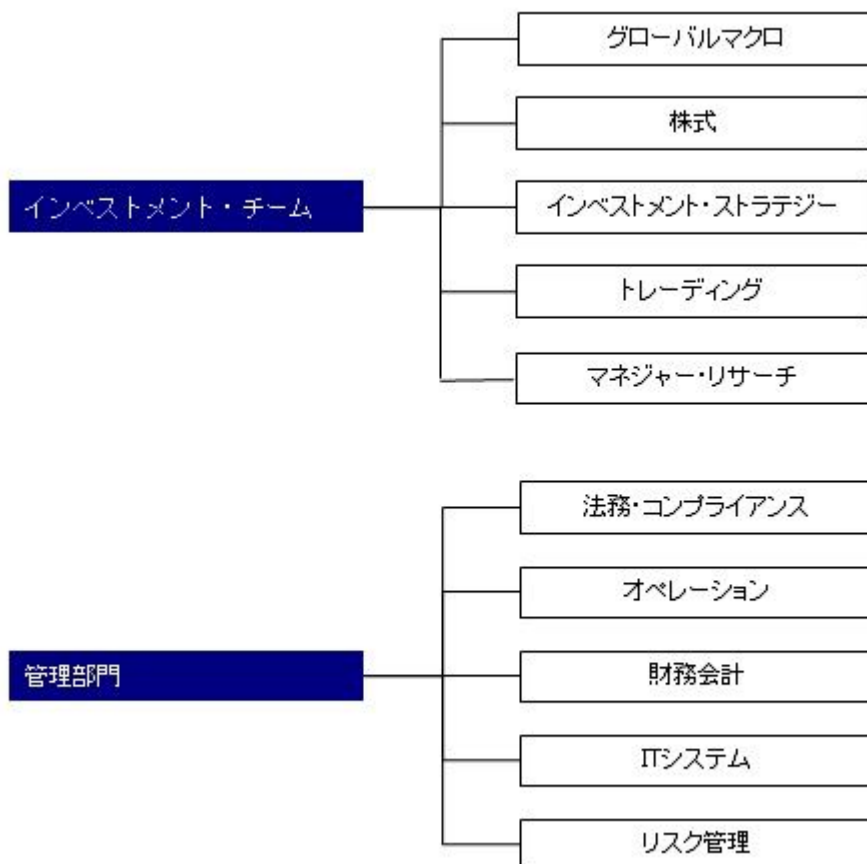 グローバルマクロ
株式
インベストメント・チーム
インベストメント・ストラテジー
トレーディング
マネジャー・リサーチ
法務・コンプライアンス
オペレーション
管理部門
財務会計
ITシステム
リスク管理